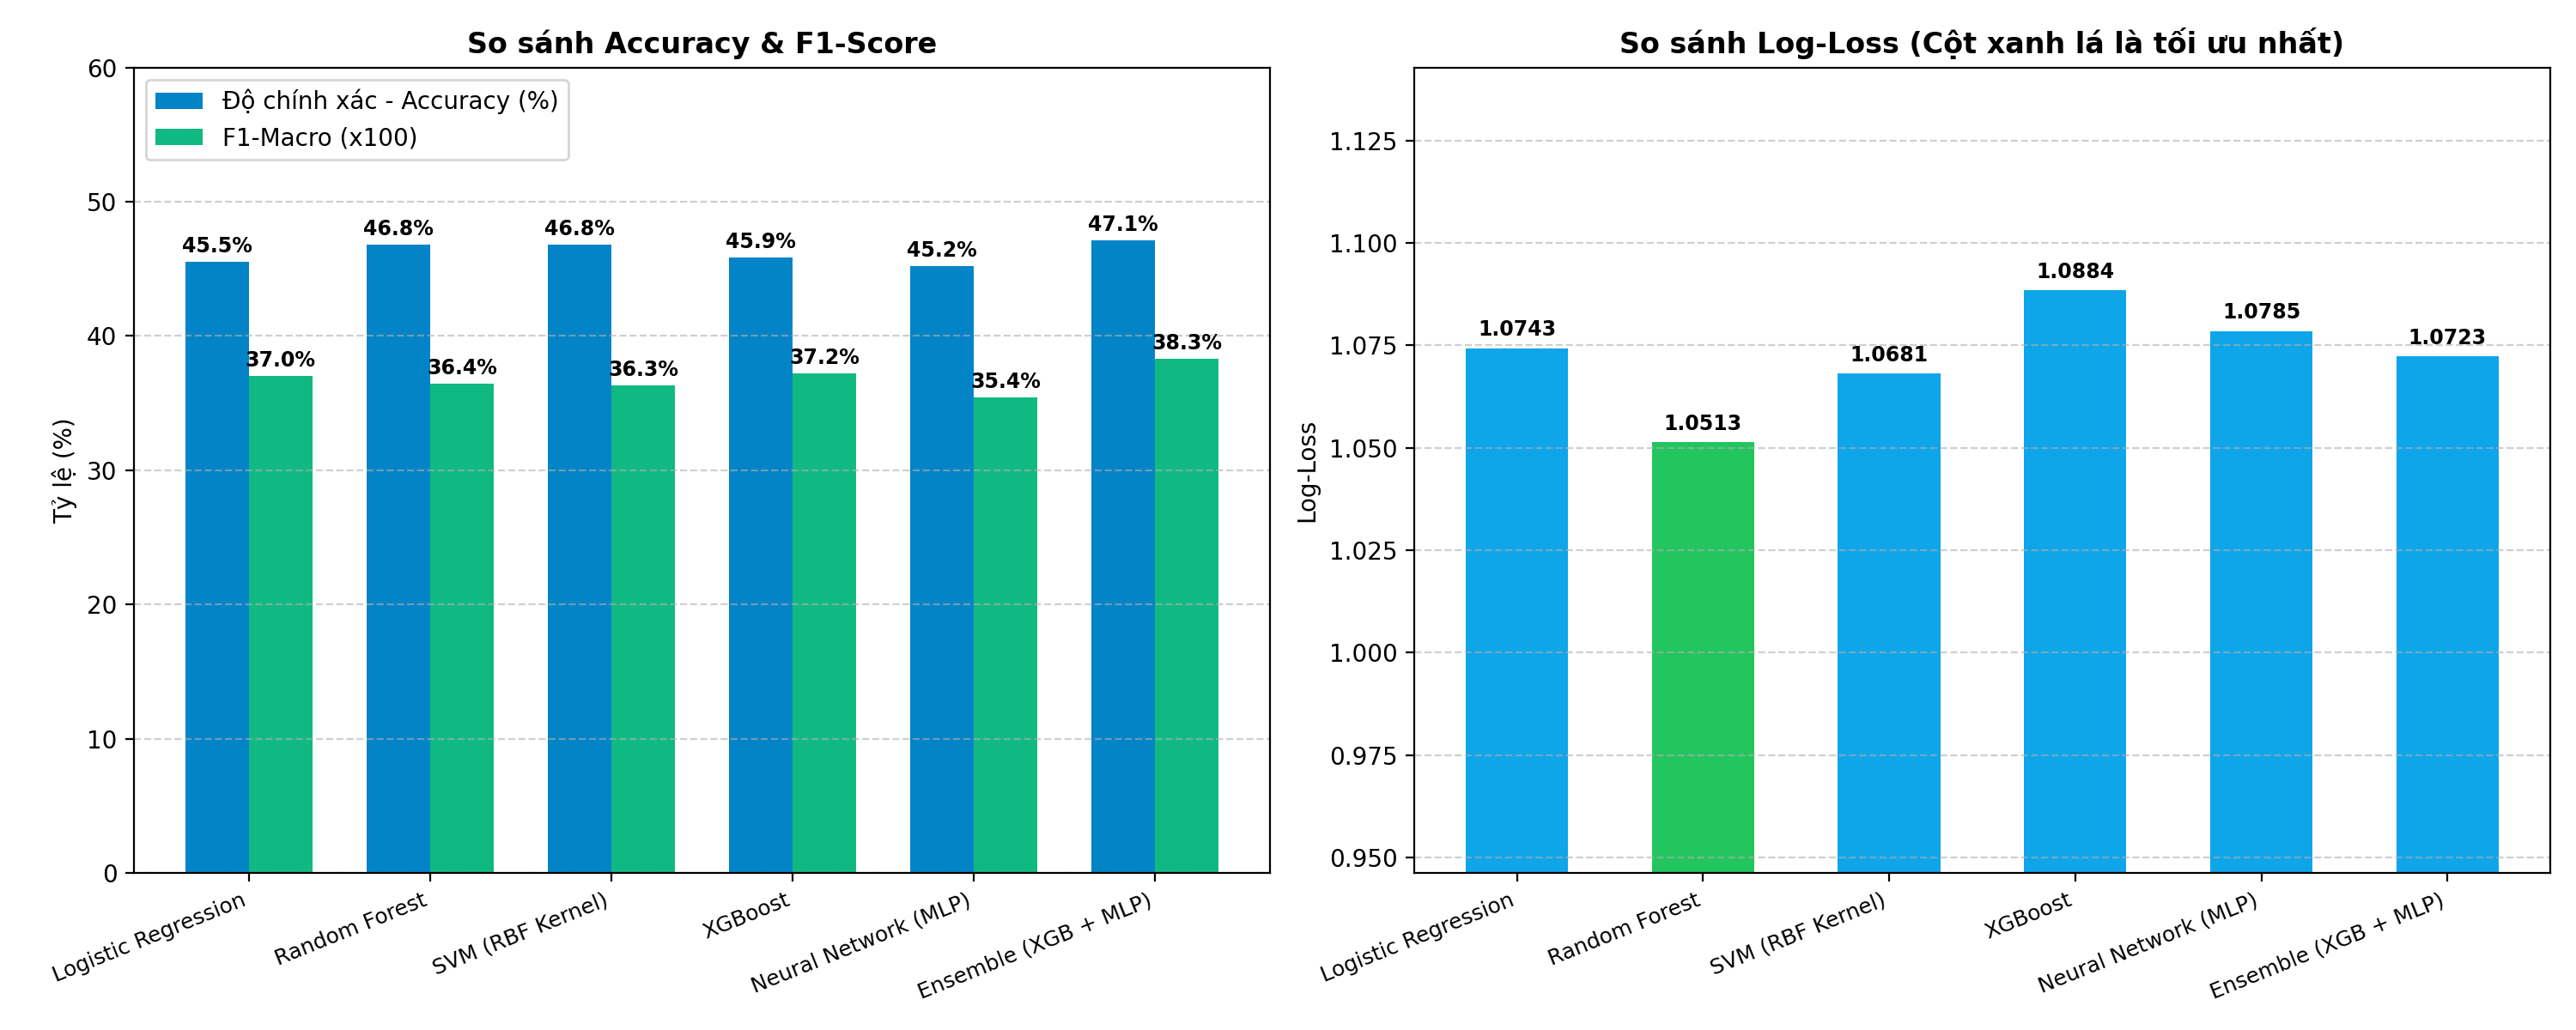 So sánh Accuracy & F1-Score
Độ chính xác - Accuracy (%)
F1-Macro (x100)
Tỷ lệ (%)
60
50
40
30
20
10
0
45.5%
37.0%
46.8%
36.4%
46.8%
36.3%
45.9%
37.2%
45.2%
35.4%
47.1%
38.3%
Logistic Regression
Random Forest
SVM (RBF Kernel)
XGBoost
Neural Network (MLP)
Ensemble (XGB + MLP)
So sánh Log-Loss (Cột xanh lá là tối ưu nhất)
Log-Loss
1.125
1.100
1.075
1.050
1.025
1.000
0.975
0.950
1.0743
1.0513
1.0681
1.0884
1.0785
1.0723
Logistic Regression
Random Forest
SVM (RBF Kernel)
XGBoost
Neural Network (MLP)
Ensemble (XGB + MLP)